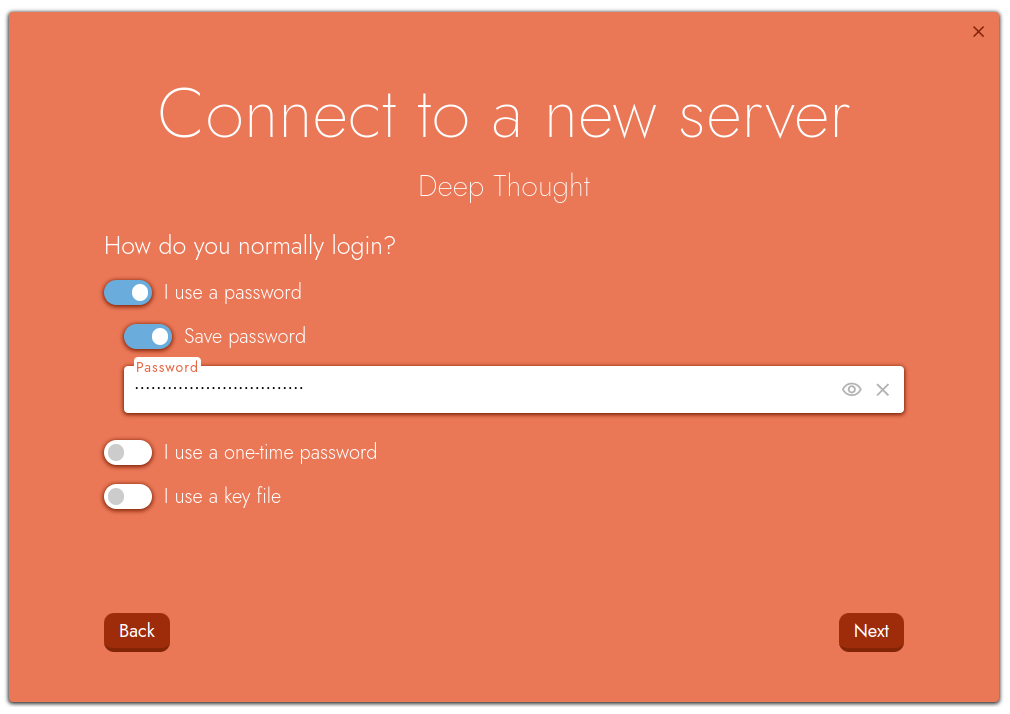 Connect to a new server
Deep Thought
How do you normally login?
I use a password
Save password
Password
I use a one-time password
I use a key file
Back
Next